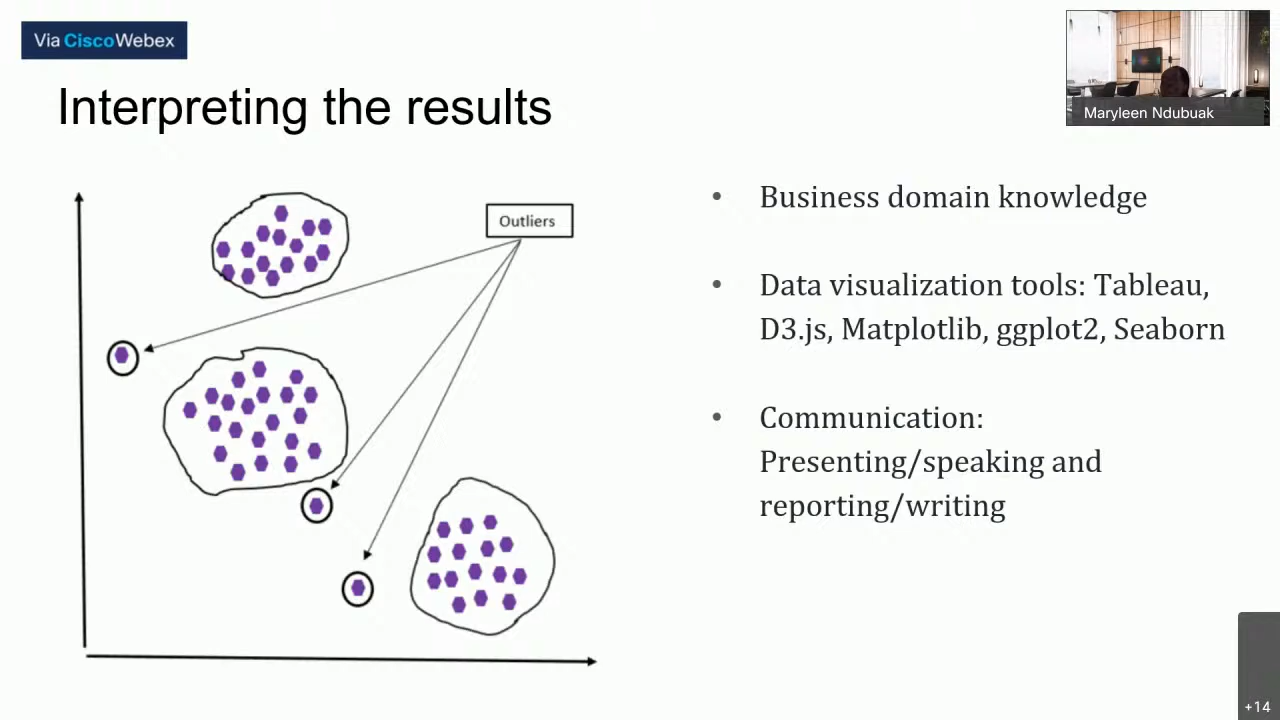 Via CiscoWebex
Maryleen Ndubuak
Interpreting the results
Outliers
• Business domain knowledge
• Data visualization tools: Tableau,
D3.js, Matplotlib, ggplot2, Seaborn
• Communication:
Presenting/speaking and
reporting/writing
+14